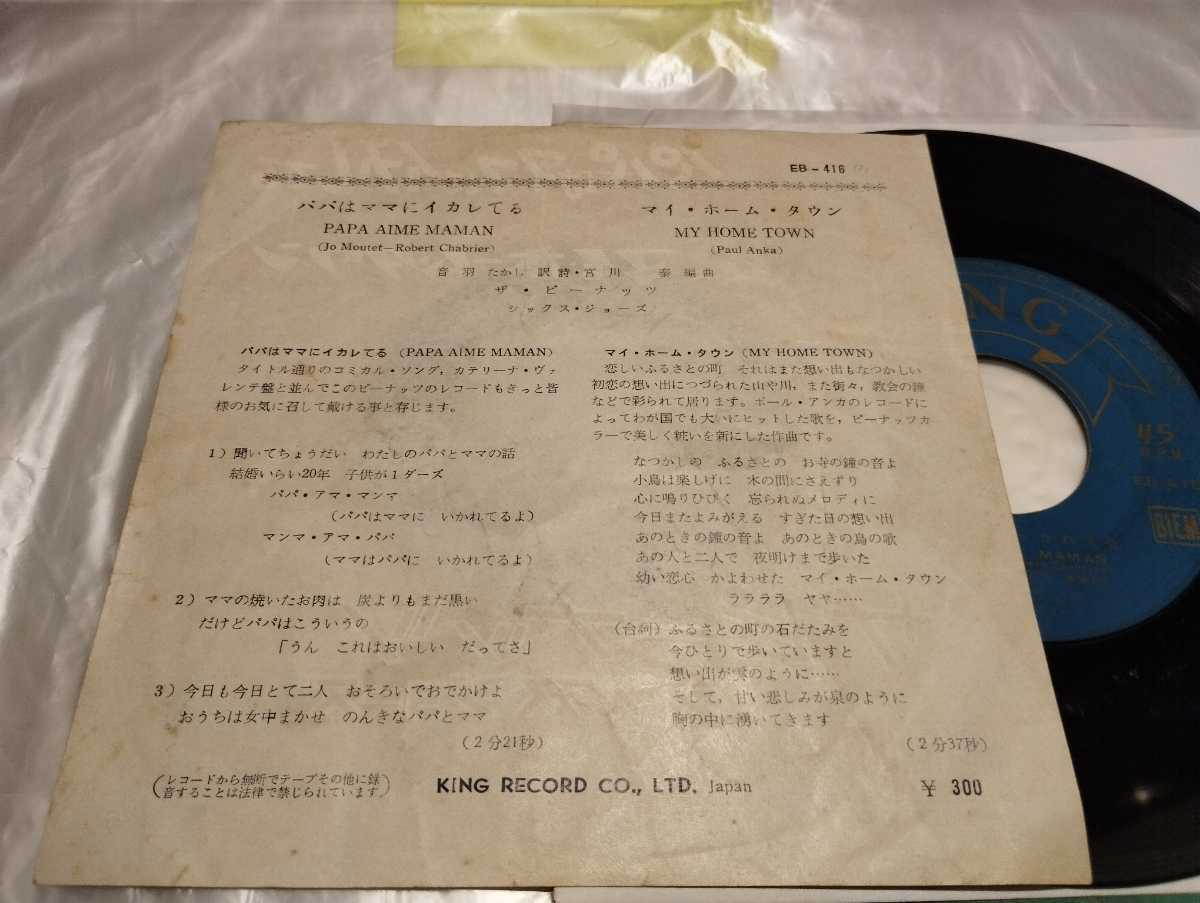 EB-416
パパはママにイカレてる
PAPA AIME MAMAN
(Jo Moutet—Robert Chabrier)
マイ・ホーム・タウン
MY HOME TOWN
(Paul Anka)
音羽たかし 訳詩・宮川 泰 編曲
ザ・ピーナッツ
シックス・ジョーズ
パパはママにイカレてる (PAPA AIME MAMAN)
タイトル通りのコミカル・ソング，カテリーナ・ヴァ
レンテ盤と並んでこのピーナッツのレコードもきっと皆
様のお気に召して戴ける事と存じます。
1）聞いてちょうだい わたしのパパとママの話
結婚いらい20年 子供が1ダーズ
パパ・アマ・マンマ
(パパはママに いかれてるよ)
マンマ・アマ・パパ
(ママはパパに いかれてるよ)
2）ママの焼いたお肉は 炭よりもまだ黒い
だけどパパはこういうの
「うん これはおいしい だってさ」
3）今日も今日とて二人 おそろいでおでかけよ
おうちは女中まかせ のんきなパパとママ
(2分21秒)
マイ・ホーム・タウン (MY HOME TOWN)
恋しいふるさとの町 それはまた想い出もなつかしい
初恋の想い出につづられた山や川，また街々，教会の鐘
などで彩られて居ります。ポール・アンカのレコードに
よってわが国でも大いにヒットした歌を，ピーナッツカ
ラーで美しく粧いを新にした作曲です。
なつかしの ふるさとの お寺の鐘の音よ
小鳥は楽しげに 木の間にさえずり
心に鳴りひびく 忘られぬメロディに
今日またよみがえる すぎた日の想い出
あのときの鐘の音よ あのときの鳥の歌
あの人と二人で 夜明けまで歩いた
幼い恋心 かよわせた マイ・ホーム・タウン
ララララ ヤヤ……
(台詞) ふるさとの町の石だたみを
今ひとりで歩いていますと
想い出が雲のように……
そして，甘い悲しみが泉のように
胸の中に湧いてきます
(2分37秒)
(レコードから無断でテープその他に録
音することは法律で禁じられています。)
KING RECORD CO., LTD. Japan
¥ 300
ING
45
R.P.M.
BIEM
MAMAN